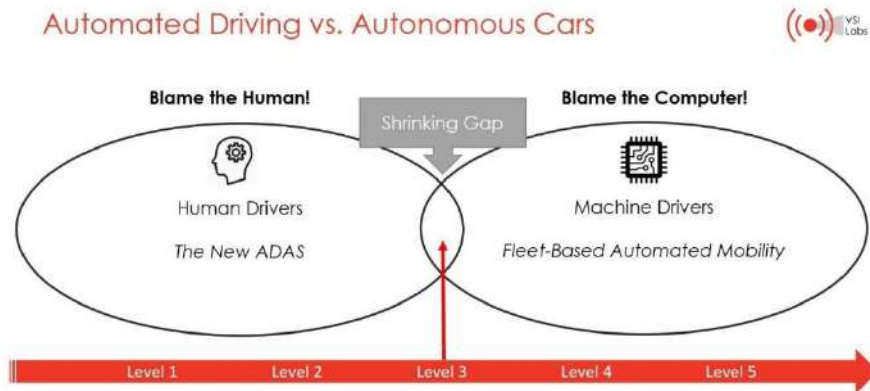 Automated Driving vs. Autonomous Cars
VSI
Labs
Blame the Human!
Blame the Computer!
Shrinking Gap
Human Drivers
Machine Drivers
The New ADAS
Fleet-Based Automated Mobility
Level 1
Level 2
Level 3
Level 4
Level 5